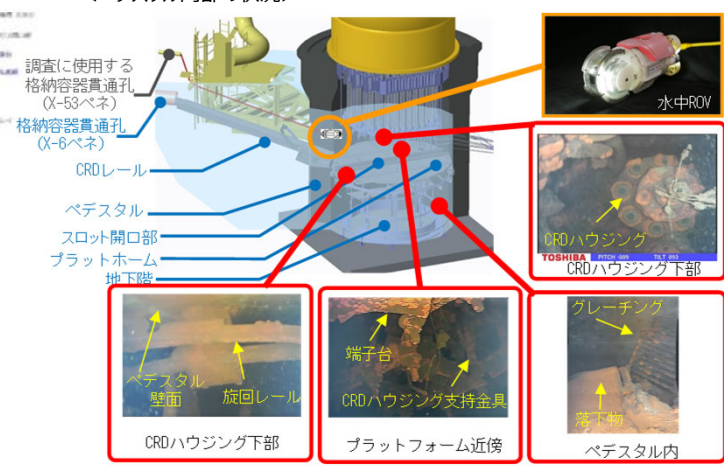 調査に使用する
格納容器貫通孔
(X-53ペネ)
格納容器貫通孔
(X-6ペネ)
CRDレール
ペデスタル
スロット開口部
プラットホーム
地下階
水中ROV
CRDハウジング
TOSHIBA PITCH -009 TILT 093
CRDハウジング下部
ペデスタル
壁面
旋回レール
CRDハウジング下部
端子台
CRDハウジング支持金具
プラットフォーム近傍
グレーチング
落下物
ペデスタル内